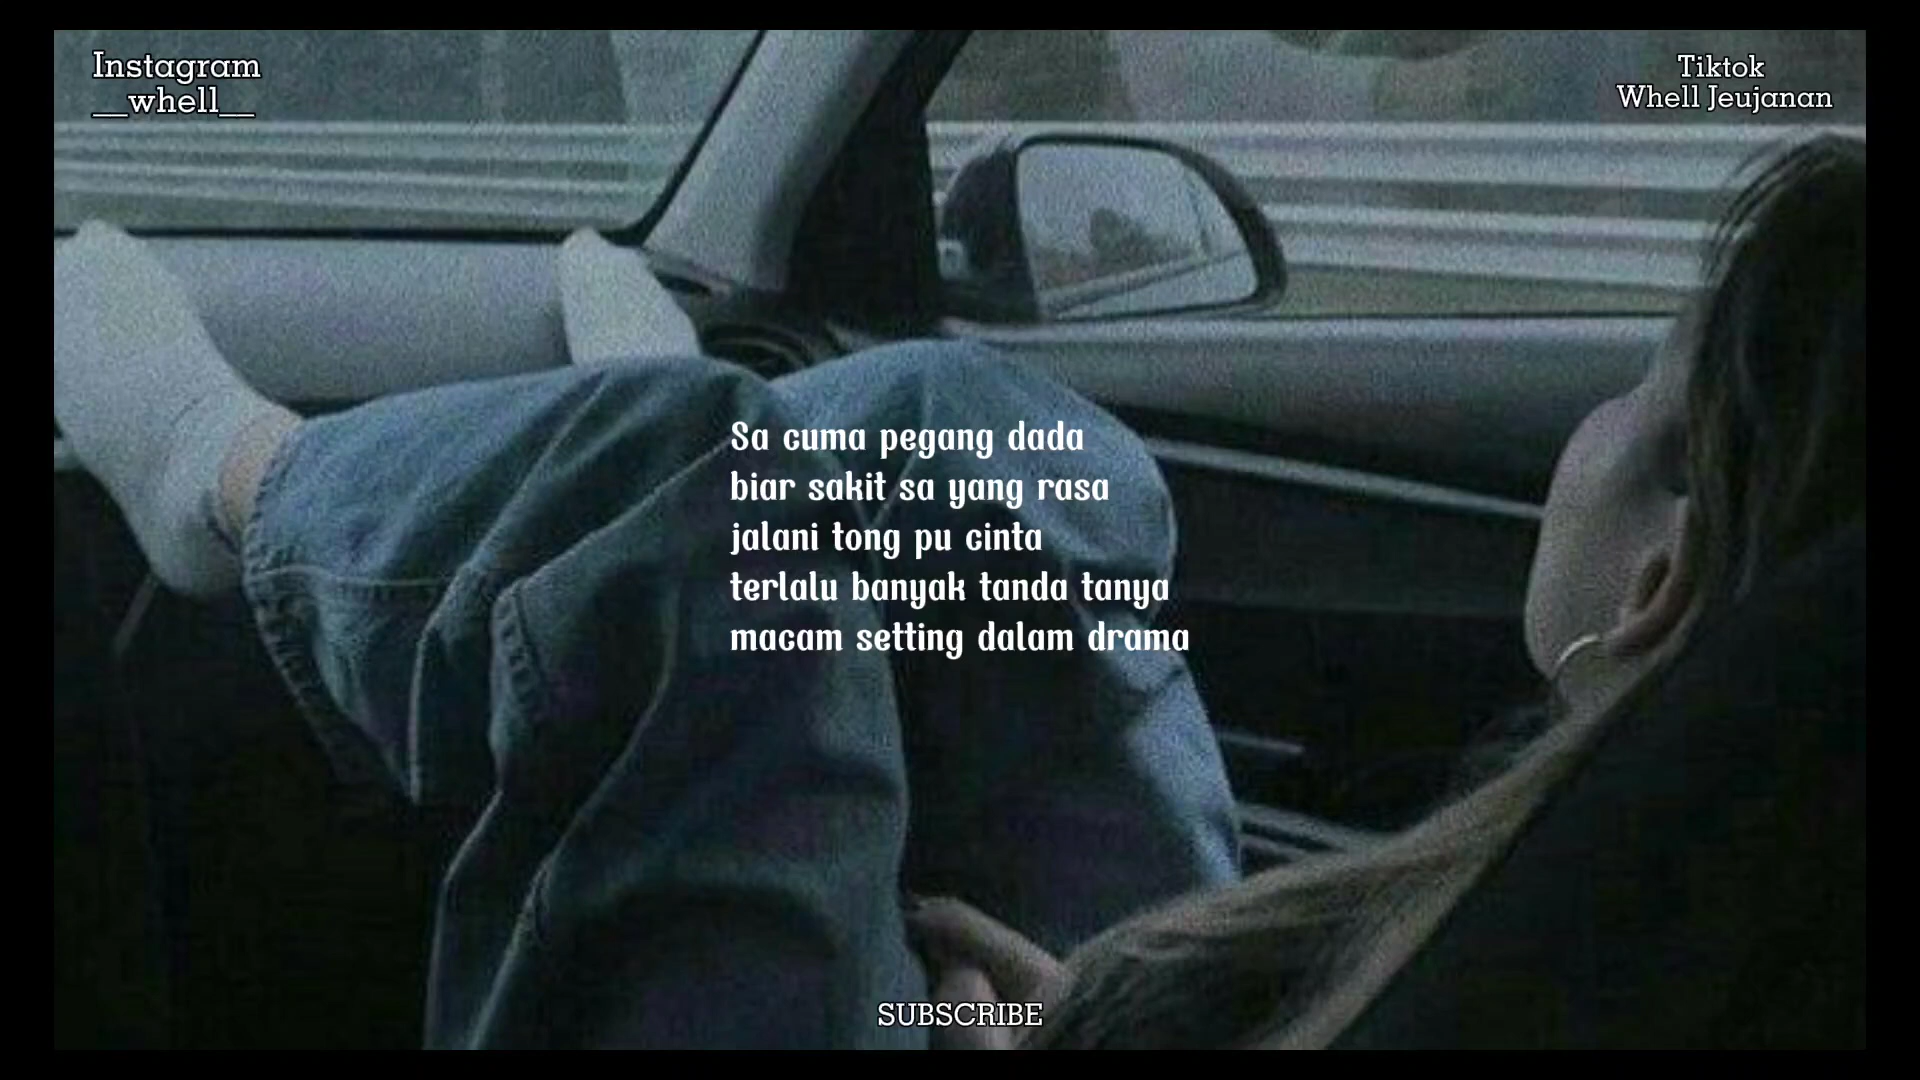 Instagram
__whell__
Tiktok
Whell Jeujanan
Sa cuma pegang dada
biar sakit sa yang rasa
jalani tong pu cinta
terlalu banyak tanda tanya
macam setting dalam drama
SUBSCRIBE